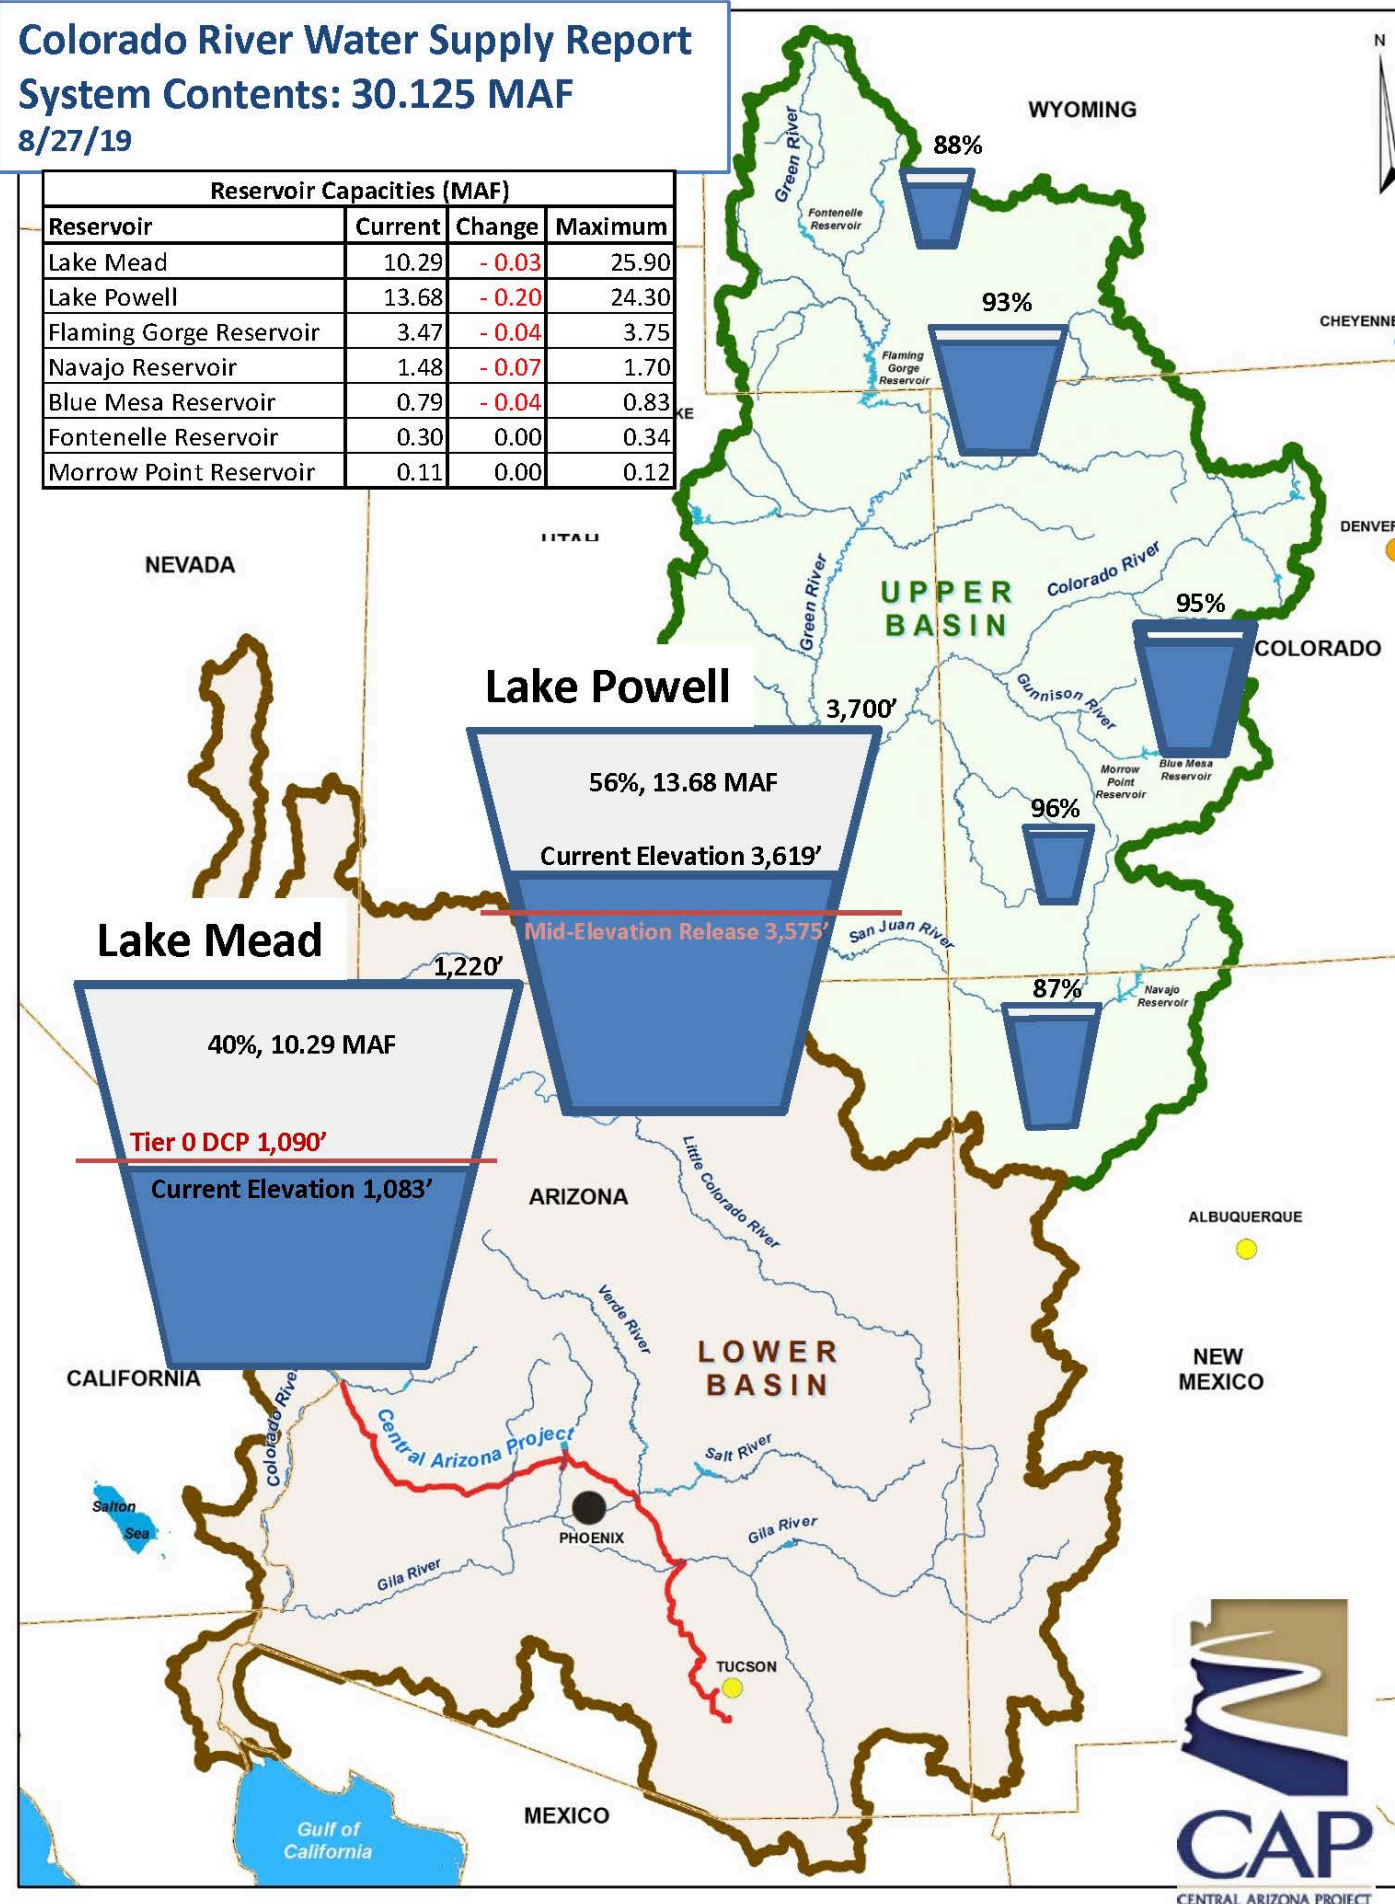 Colorado River Water Supply Report
System Contents: 30.125 MAF
8/27/19
Reservoir Capacities (MAF)
Reservoir Current Change Maximum
Lake Mead 10.29 - 0.03 25.90
Lake Powell 13.68 - 0.20 24.30
Flaming Gorge Reservoir 3.47 - 0.04 3.75
Navajo Reservoir 1.48 - 0.07 1.70
Blue Mesa Reservoir 0.79 - 0.04 0.83
Fontenelle Reservoir 0.30 0.00 0.34
Morrow Point Reservoir 0.11 0.00 0.12
N
WYOMING
88%
Green River
Fontenelle
Reservoir
93%
CHEYENNE
Flaming
Gorge
Reservoir
KE
UTAH
DENVER
NEVADA
Green River
UPPER
BASIN
Colorado River
95%
COLORADO
Gunnison River
Lake Powell
3,700’
56%, 13.68 MAF
Current Elevation 3,619’
Mid-Elevation Release 3,575’
Morrow
Point
Reservoir
Blue Mesa
Reservoir
96%
San Juan River
87%
Navajo
Reservoir
Lake Mead
1,220’
40%, 10.29 MAF
Tier 0 DCP 1,090’
Current Elevation 1,083’
Little Colorado River
ARIZONA
ALBUQUERQUE
Verde River
LOWER
BASIN
NEW
MEXICO
CALIFORNIA
Colorado River
Central Arizona Project
Salt River
Salton
Sea
PHOENIX
Gila River
Gila River
TUCSON
MEXICO
Gulf of
California
CAP
CENTRAL ARIZONA PROJECT